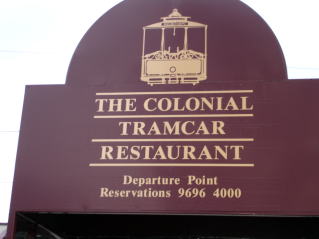 THE COLONIAL
TRAMCAR
RESTAURANT
Departure Point
Reservations 9696 4000